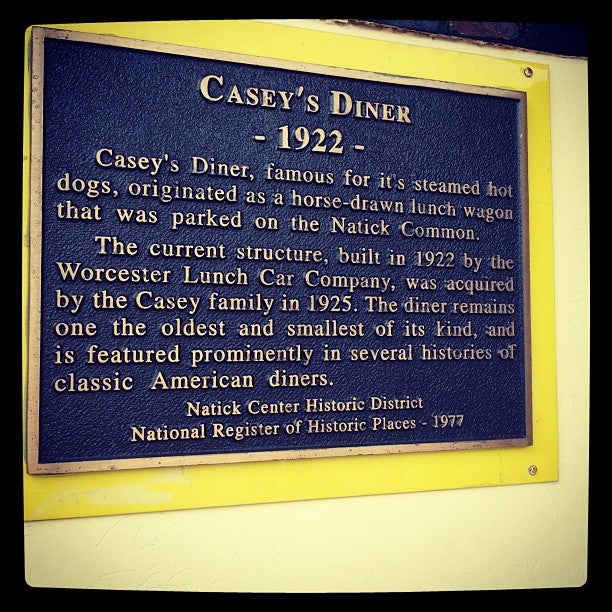 CASEY'S DINER
- 1922 -
Casey's Diner, famous for it's steamed hot
dogs, originated as a horse-drawn lunch wagon
that was parked on the Natick Common.
The current structure, built in 1922 by the
Worcester Lunch Car Company, was acquired
by the Casey family in 1925. The diner remains
one the oldest and smallest of its kind, and
is featured prominently in several histories of
classic American diners.
Natick Center Historic District
National Register of Historic Places - 1977